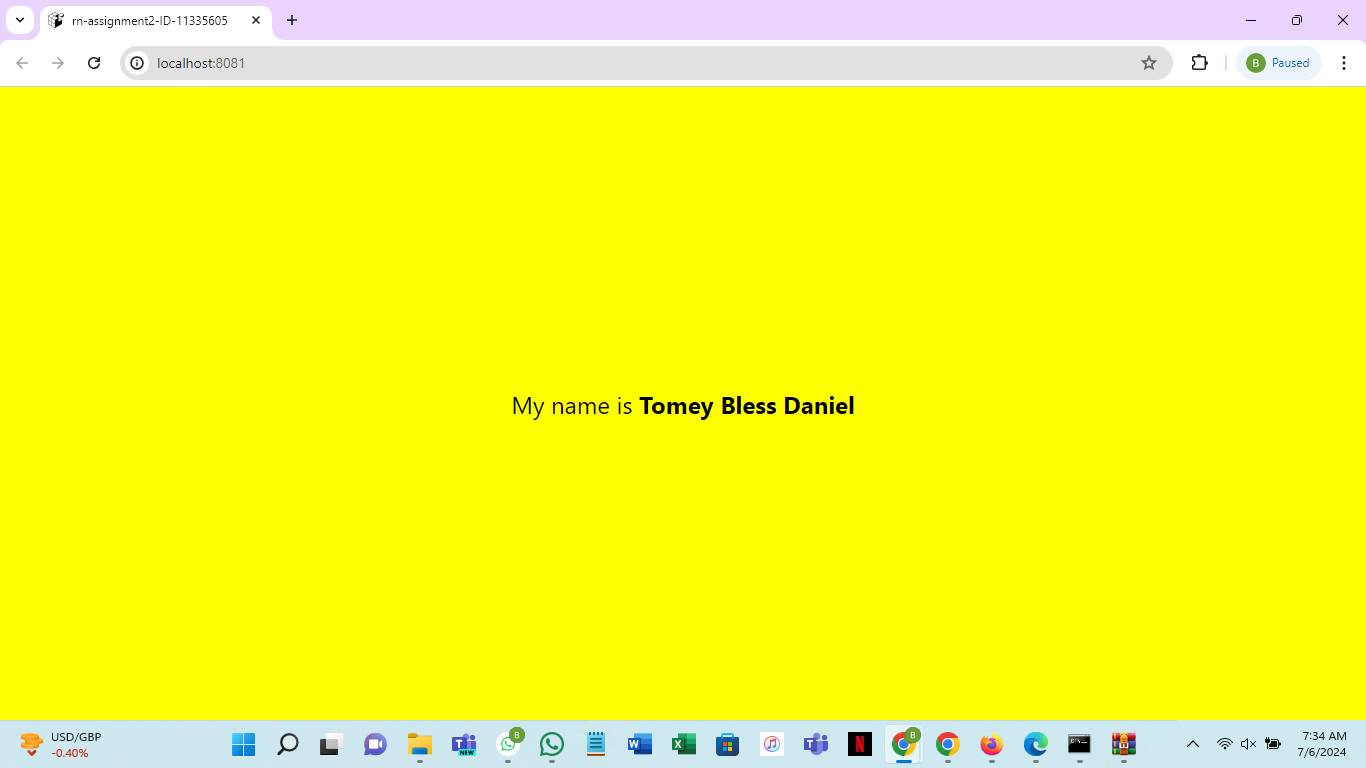 rn-assignment2-ID-11335605
localhost:8081
B
Paused
My name is Tomey Bless Daniel
USD/GBP
-0.40%
NEW
B
B
7:34 AM
7/6/2024